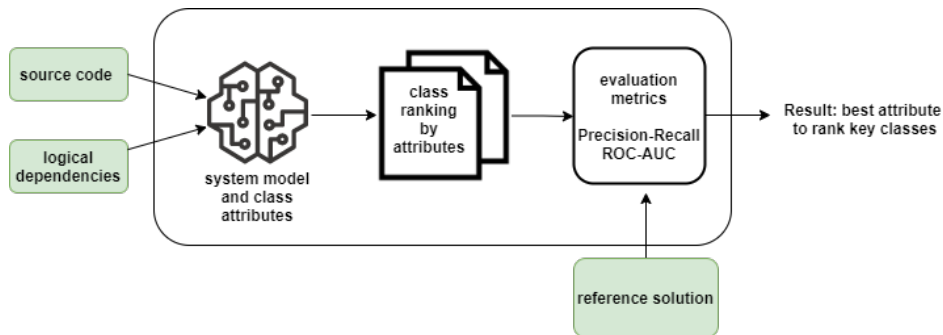 source code
logical
dependencies
system model
and class
attributes
class
ranking
by
attributes
evaluation
metrics
Precision-Recall
ROC-AUC
Result: best attribute
to rank key classes
reference solution